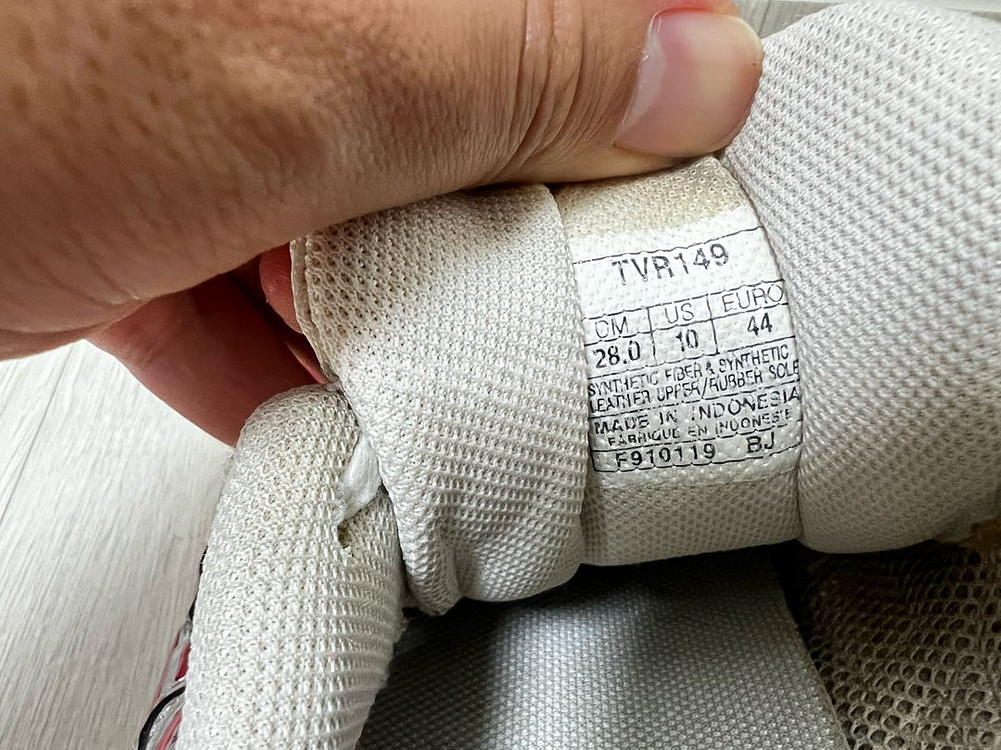 TVR149
CM US EURO
28.0 10 44
SYNTHETIC FIBER & SYNTHETIC
LEATHER UPPER/RUBBER SOLE
MADE IN INDONESIA
FABRIQUE EN INDONESIE
F910119 BJ